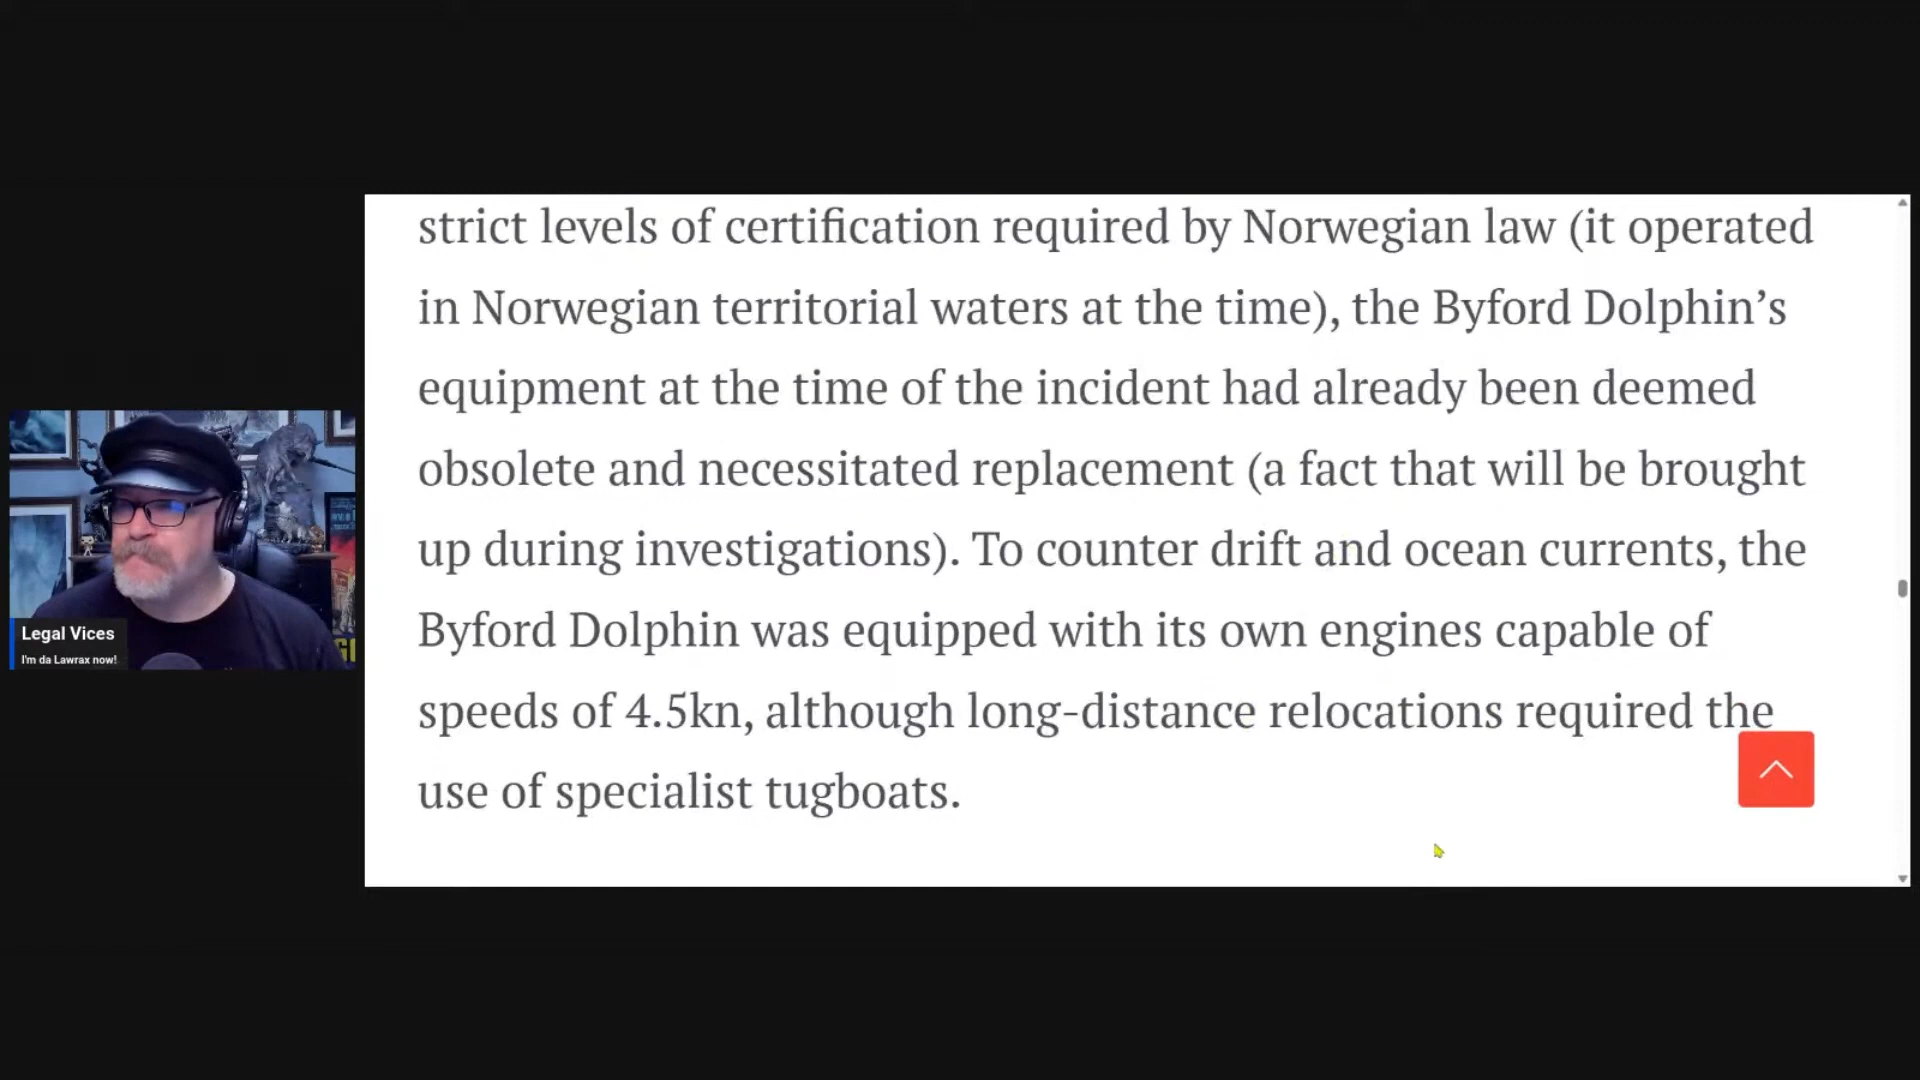 strict levels of certification required by Norwegian law (it operated
in Norwegian territorial waters at the time), the Byford Dolphin’s
equipment at the time of the incident had already been deemed
obsolete and necessitated replacement (a fact that will be brought
up during investigations). To counter drift and ocean currents, the
Byford Dolphin was equipped with its own engines capable of
speeds of 4.5kn, although long-distance relocations required the
use of specialist tugboats.
Legal Vices
I'm da Lawrax now!